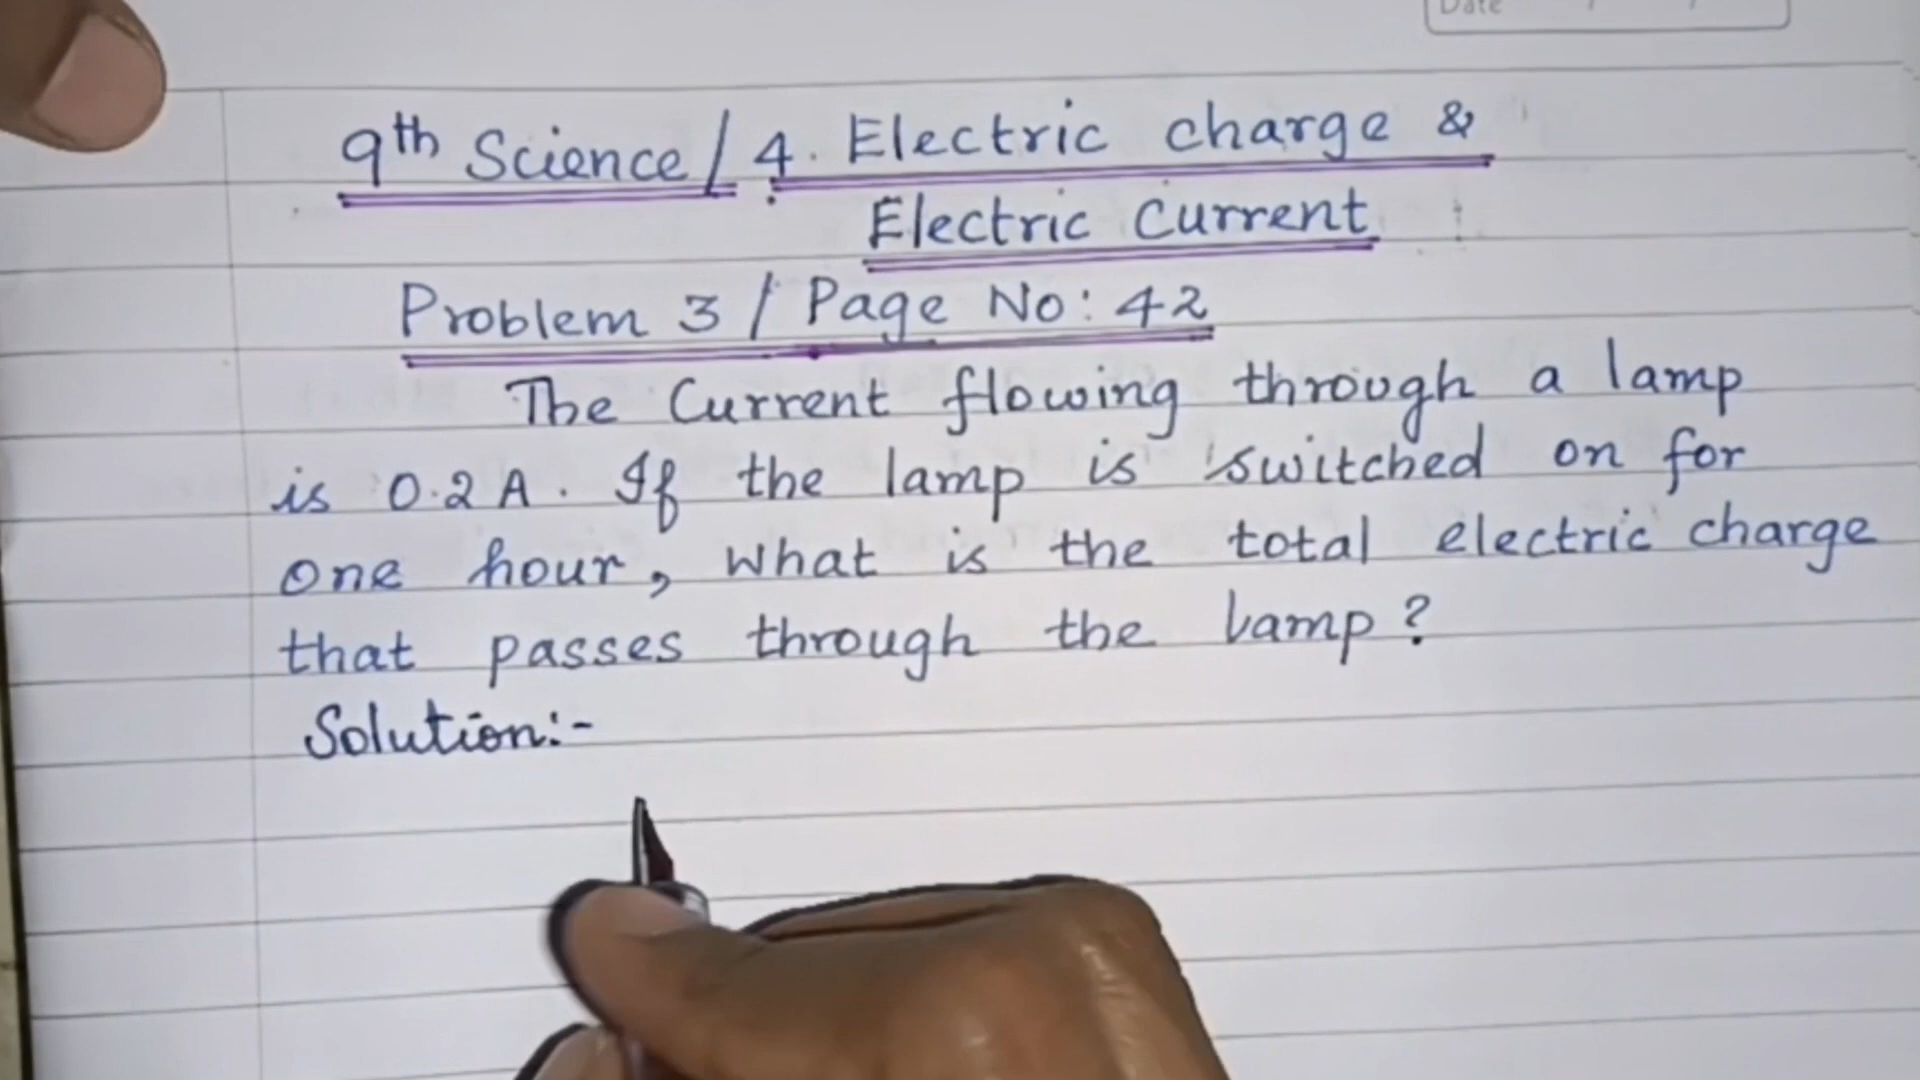 Date / /
9th Science / 4. Electric charge &
Electric Current
Problem 3 / Page No: 42
The Current flowing through a lamp
is 0.2 A. If the lamp is switched on for
one hour, what is the total electric charge
that passes through the lamp?
Solution:-